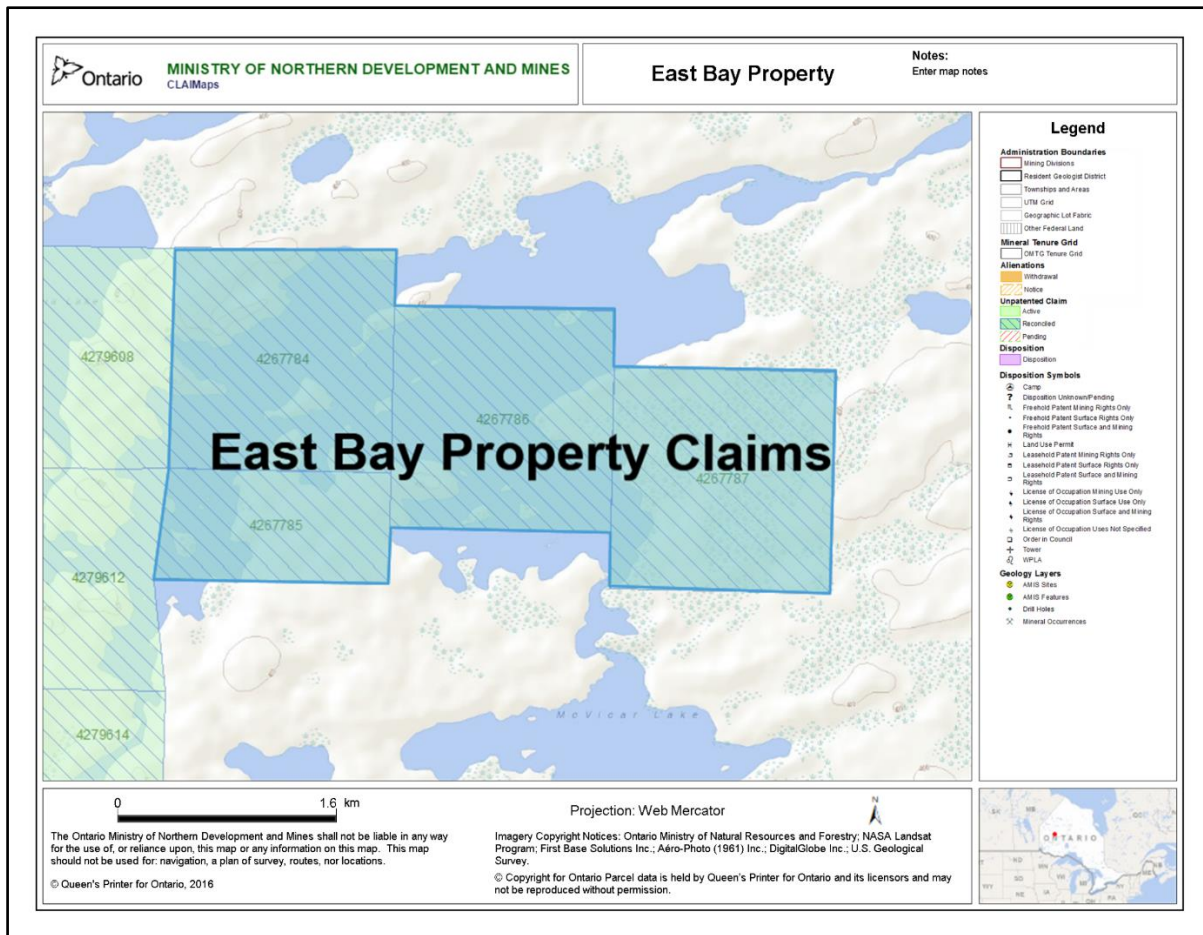 Ontario
MINISTRY OF NORTHERN DEVELOPMENT AND MINES
CLAIMaps
East Bay Property
Notes:
Enter map notes
4279608
4267784
4267786
East Bay Property Claims
4267787
4267785
4279612
McVicar Lake
4279614
Legend
Administration Boundaries
Mining Divisions
Resident Geologist District
Townships and Areas
UTM Grid
Geographic Lot Fabric
Other Federal Land
Mineral Tenure Grid
OMTG Tenure Grid
Alienations
Withdrawal
Notice
Unpatented Claim
Active
Reconciled
Pending
Disposition
Disposition
Disposition Symbols
Camp
? Disposition Unknown/Pending
Freehold Patent Mining Rights Only
Freehold Patent Surface Rights Only
Freehold Patent Surface and Mining
Rights
Land Use Permit
Leasehold Patent Mining Rights Only
Leasehold Patent Surface Rights Only
Leasehold Patent Surface and Mining
Rights
License of Occupation Mining Use Only
License of Occupation Surface Use Only
License of Occupation Surface and Mining
Rights
License of Occupation Uses Not Specified
Order in Council
Tower
WPLA
Geology Layers
AMIS Sites
AMIS Features
Drill Holes
Mineral Occurrences
0 1.6 km
The Ontario Ministry of Northern Development and Mines shall not be liable in any way
for the use of, or reliance upon, this map or any information on this map. This map
should not be used for: navigation, a plan of survey, routes, nor locations.
© Queen's Printer for Ontario, 2016
Projection: Web Mercator
N
Imagery Copyright Notices: Ontario Ministry of Natural Resources and Forestry; NASA Landsat
Program; First Base Solutions Inc.; Aéro-Photo (1961) Inc.; DigitalGlobe Inc.; U.S. Geological
Survey.
© Copyright for Ontario Parcel data is held by Queen's Printer for Ontario and its licensors and may
not be reproduced without permission.
ONTARIO